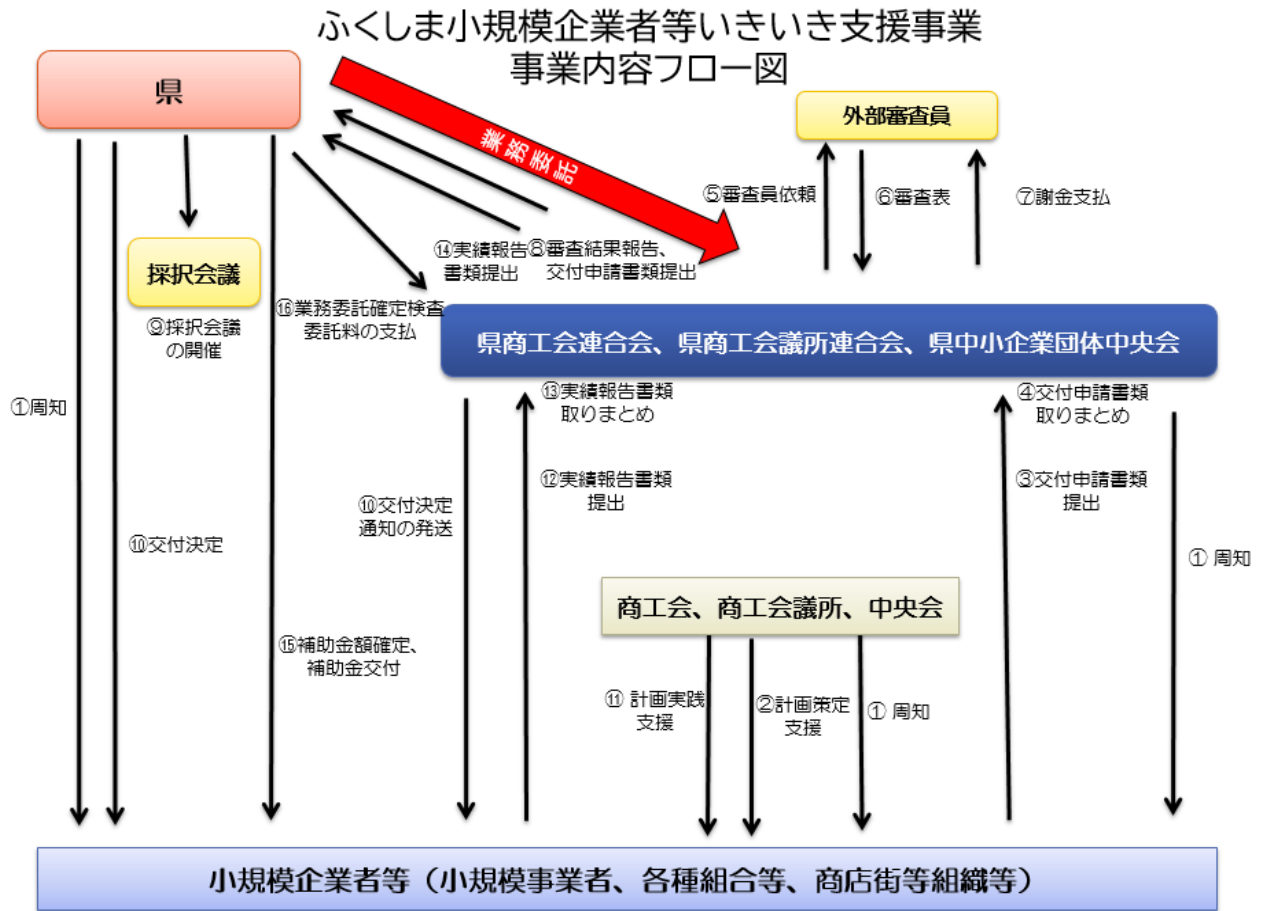 ふくしま小規模企業者等いきいき支援事業
事業内容フロー図
県
業務委託
外部審査員
⑤審査員依頼
⑥審査表
⑦謝金支払
採択会議
⑨採択会議
の開催
⑭実績報告
書類提出
⑧審査結果報告、
交付申請書類提出
⑯業務委託確定検査
委託料の支払
県商工会連合会、県商工会議所連合会、県中小企業団体中央会
①周知
⑬実績報告書類
取りまとめ
④交付申請書類
取りまとめ
⑫実績報告書類
提出
③交付申請書類
提出
⑩交付決定
⑩交付決定
通知の発送
① 周知
商工会、商工会議所、中央会
⑮補助金額確定、
補助金交付
⑪ 計画実践
支援
②計画策定
支援
① 周知
小規模企業者等（小規模事業者、各種組合等、商店街等組織等）